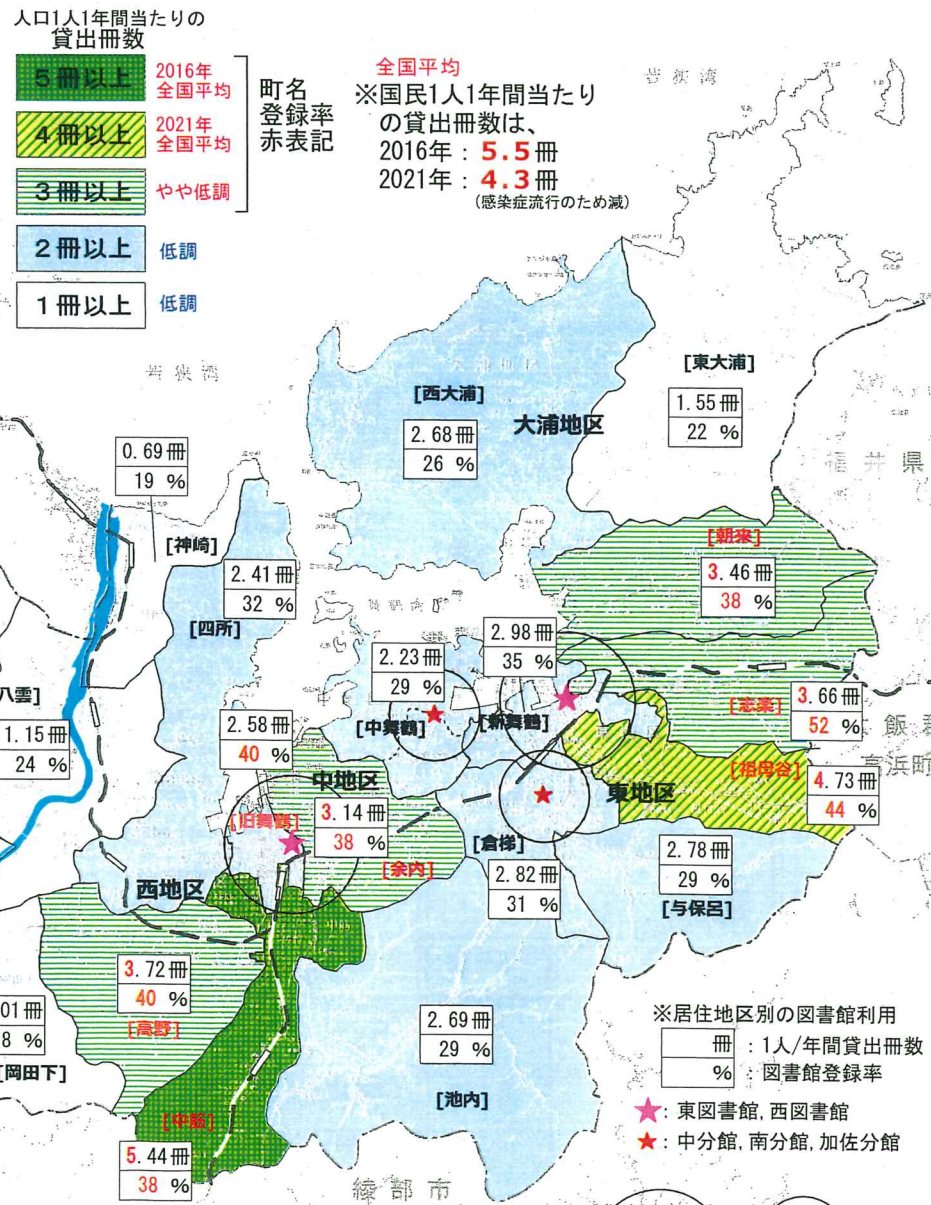 人口1人1年間当たりの
貸出冊数
5冊以上
2016年
全国平均
4冊以上
2021年
全国平均
3冊以上
やや低調
2冊以上
低調
1冊以上
低調
町名
登録率
赤表記
全国平均
※国民1人1年間当たり
の貸出冊数は、
2016年：5.5冊
2021年：4.3冊
(感染症流行のため減)
若狭湾
若狭湾
[西大浦]
2.68冊
26 %
大浦地区
[東大浦]
1.55冊
22 %
福井県
0.69冊
19 %
[神崎]
2.41冊
32 %
[四所]
[朝来]
3.46冊
38 %
2.98冊
35 %
2.23冊
29 %
[中舞鶴]
[新舞鶴]
[志楽]
3.66冊
52 %
八雲]
1.15冊
24 %
2.58冊
40 %
中地区
[旧舞鶴]
3.14冊
38 %
[余内]
[祖母谷]
4.73冊
44 %
東地区
[倉梯]
2.82冊
31 %
2.78冊
29 %
[与保呂]
西地区
3.72冊
40 %
[高野]
01冊
8 %
[岡田下]
2.69冊
29 %
[池内]
[中筋]
5.44冊
38 %
綾部市
※居住地区別の図書館利用
冊：1人/年間貸出冊数
%：図書館登録率
★：東図書館,西図書館
★：中分館,南分館,加佐分館